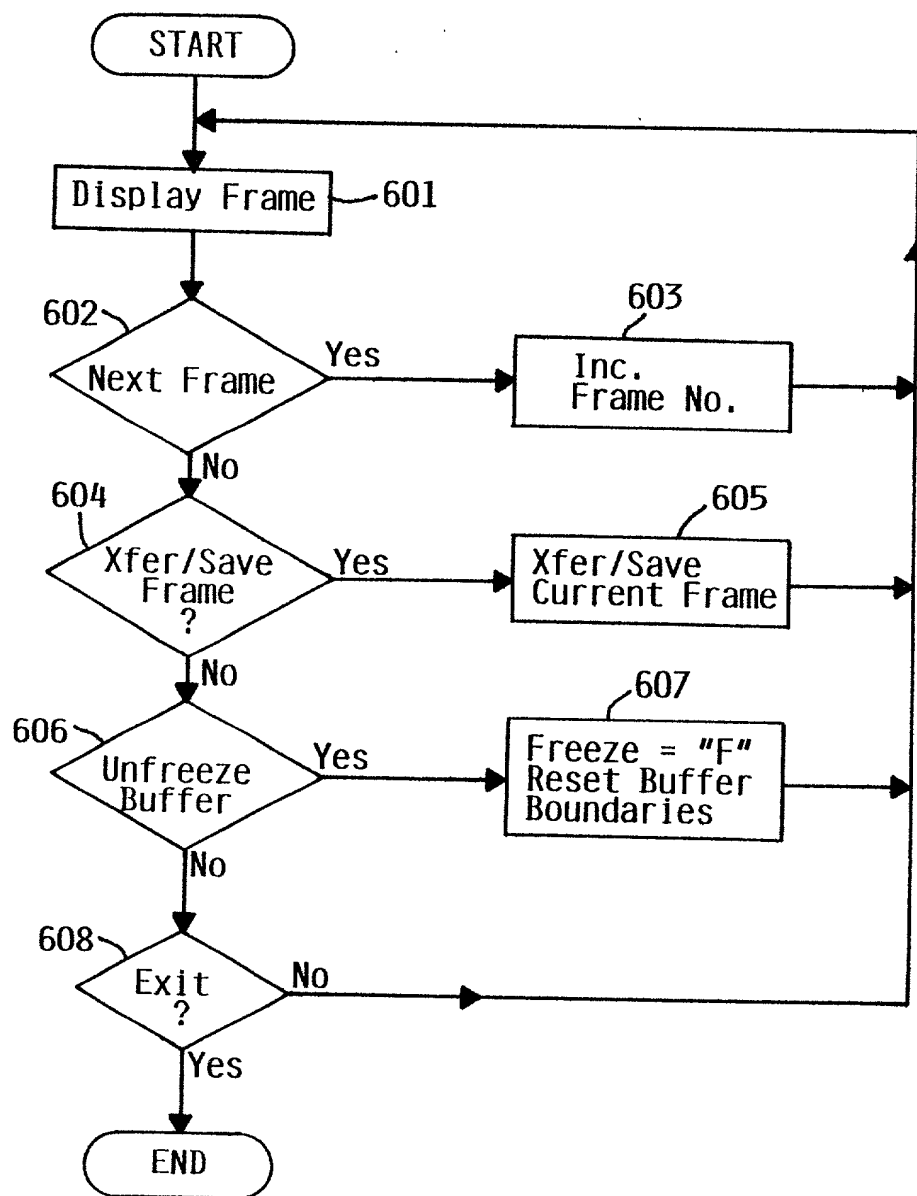 START
Display Frame
601
602
Next Frame
Yes
603
Inc.
Frame No.
No
604
Xfer/Save
Frame
?
Yes
605
Xfer/Save
Current Frame
No
606
Unfreeze
Buffer
Yes
607
Freeze = "F"
Reset Buffer
Boundaries
No
608
Exit
?
No
Yes
END